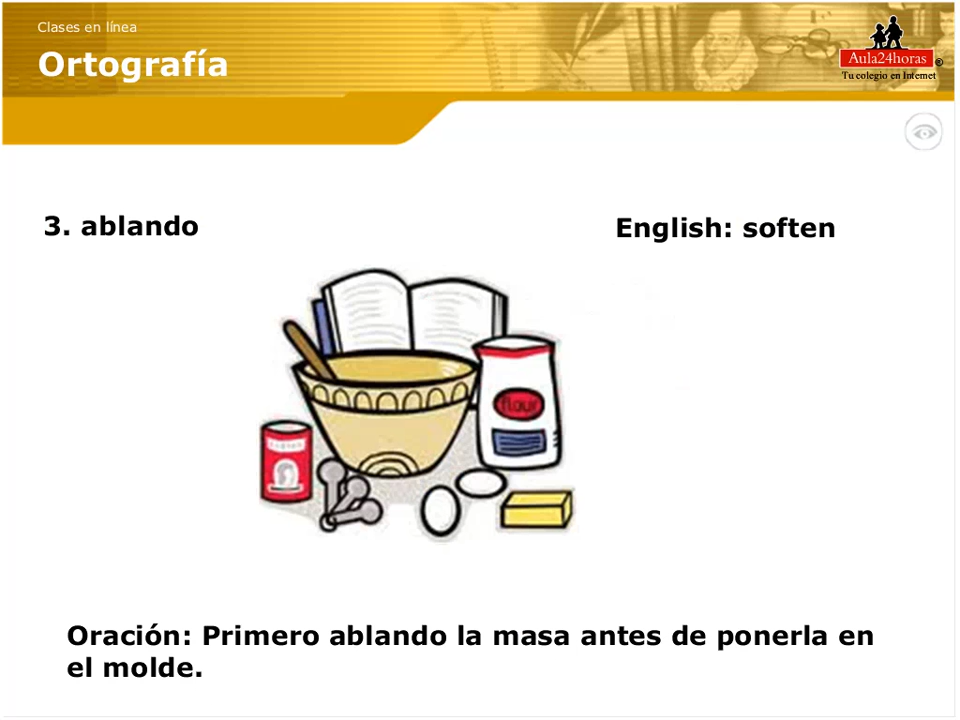 Clases en línea
Ortografía
Aula24horas
®
Tu colegio en Internet
3. ablando
English: soften
flour
Oración: Primero ablando la masa antes de ponerla en
el molde.